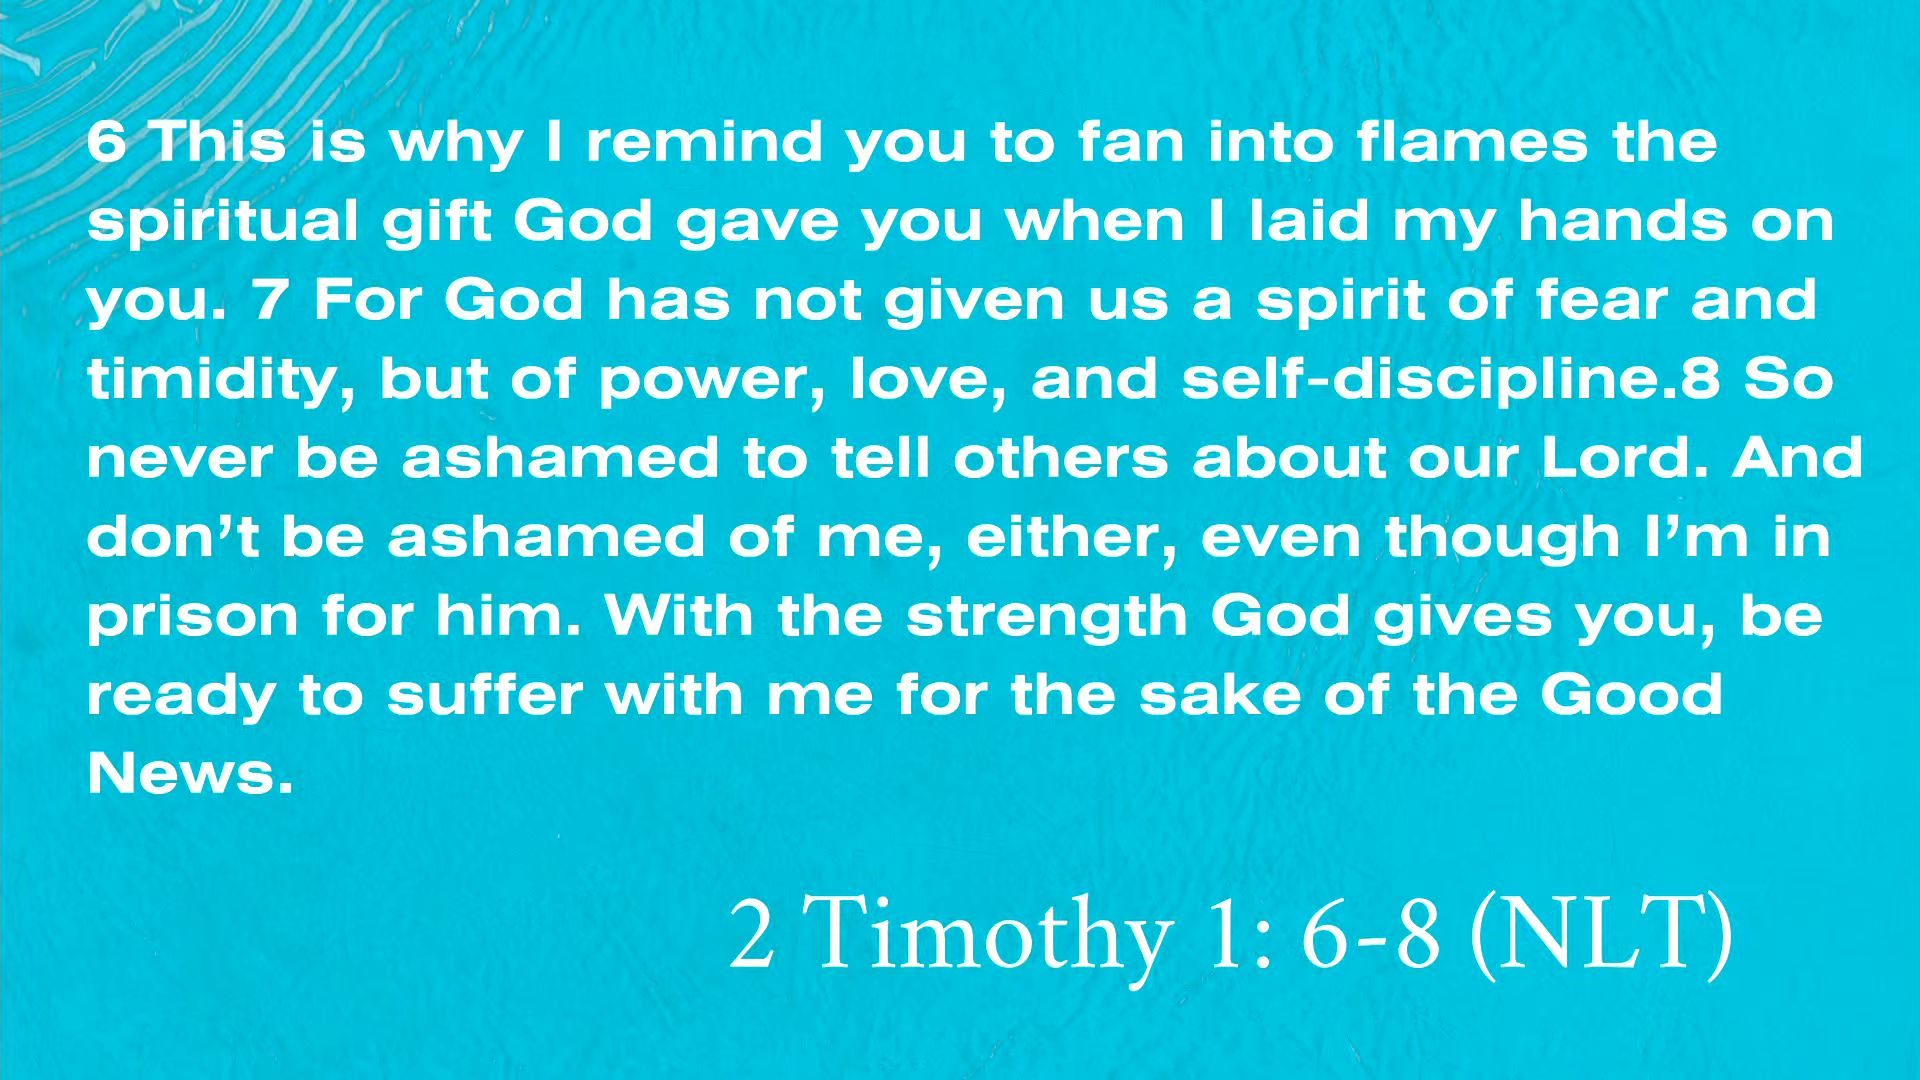 6 This is why I remind you to fan into flames the
spiritual gift God gave you when I laid my hands on
you. 7 For God has not given us a spirit of fear and
timidity, but of power, love, and self-discipline.8 So
never be ashamed to tell others about our Lord. And
don’t be ashamed of me, either, even though I’m in
prison for him. With the strength God gives you, be
ready to suffer with me for the sake of the Good
News.
2 Timothy 1: 6-8 (NLT)